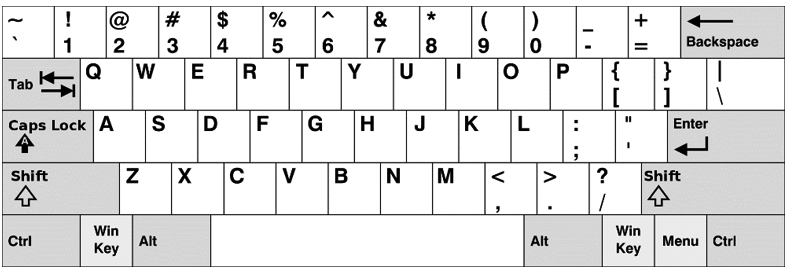 ~ ! @ # $ % ^ & * ( ) _ +
` 1 2 3 4 5 6 7 8 9 0 - = Backspace
Tab Q W E R T Y U I O P { } |
[ ] \
Caps Lock A S D F G H J K L : " Enter
A ; '
Shift Z X C V B N M < > ? Shift
, . /
Ctrl Win Key Alt Alt Win Key Menu Ctrl